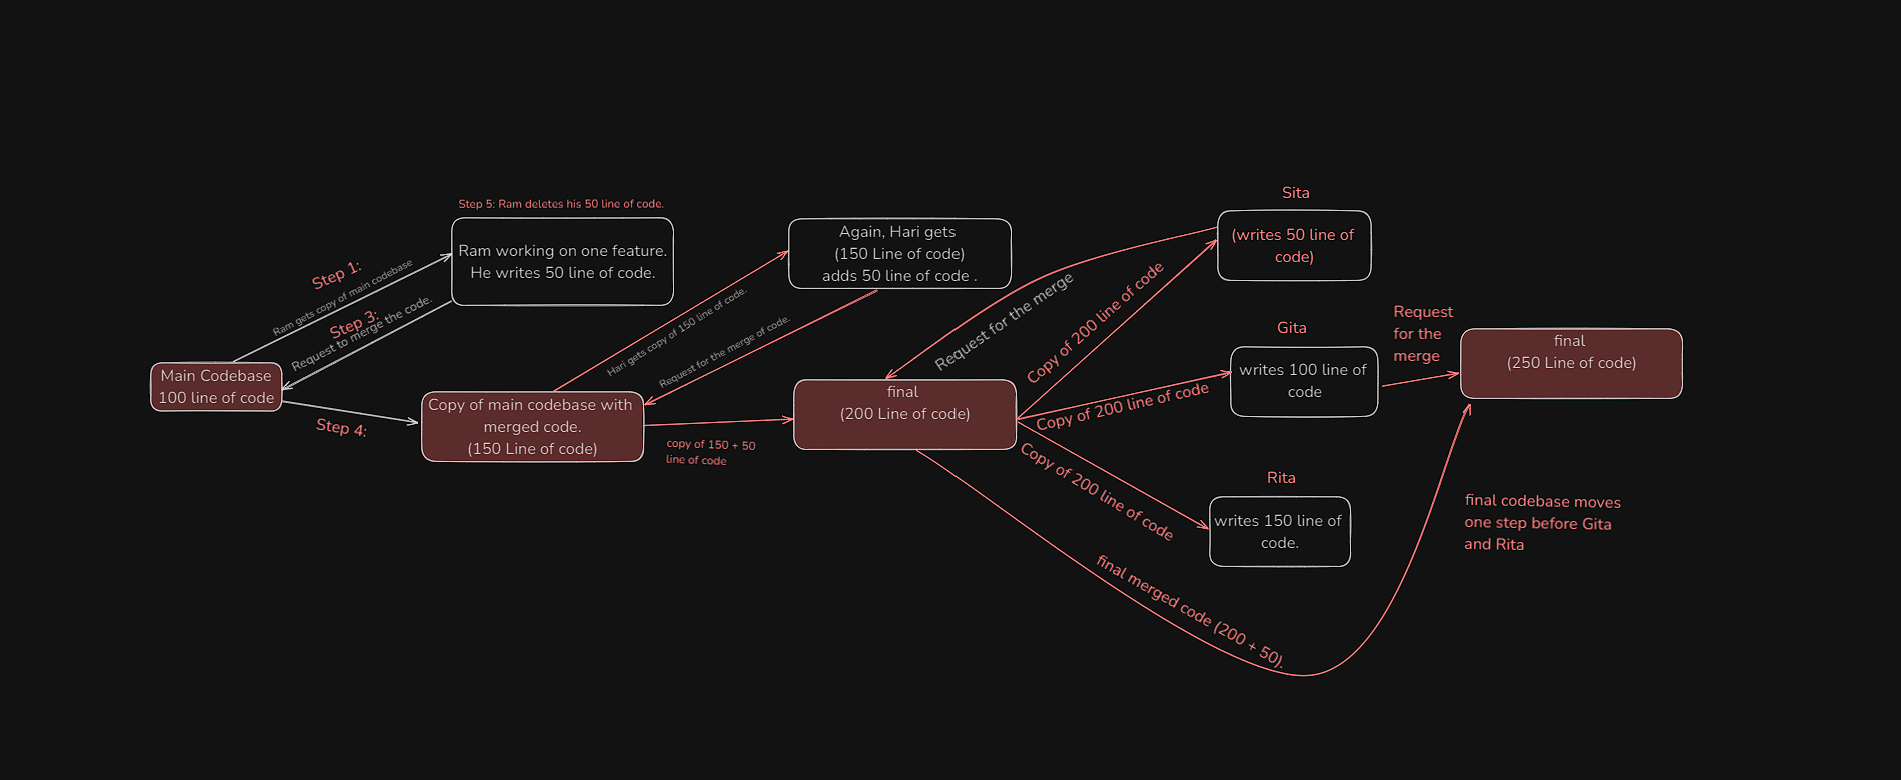 Step 5: Ram deletes his 50 line of code.
Ram working on one feature.
He writes 50 line of code.
Step 1:
Ram gets copy of main codebase
Step 3:
Request to merge the code.
Main Codebase
100 line of code
Step 4:
Copy of main codebase with
merged code.
(150 Line of code)
Hari gets copy of 150 line of code.
Request for the merge of code.
Again, Hari gets
(150 Line of code)
adds 50 line of code .
copy of 150 + 50
line of code
final
(200 Line of code)
Request for the merge
Copy of 200 line of code
Copy of 200 line of code
Copy of 200 line of code
Sita
(writes 50 line of
code)
Gita
writes 100 line of
code
Rita
writes 150 line of
code.
Request
for the
merge
final
(250 Line of code)
final codebase moves
one step before Gita
and Rita
final merged code (200 + 50).